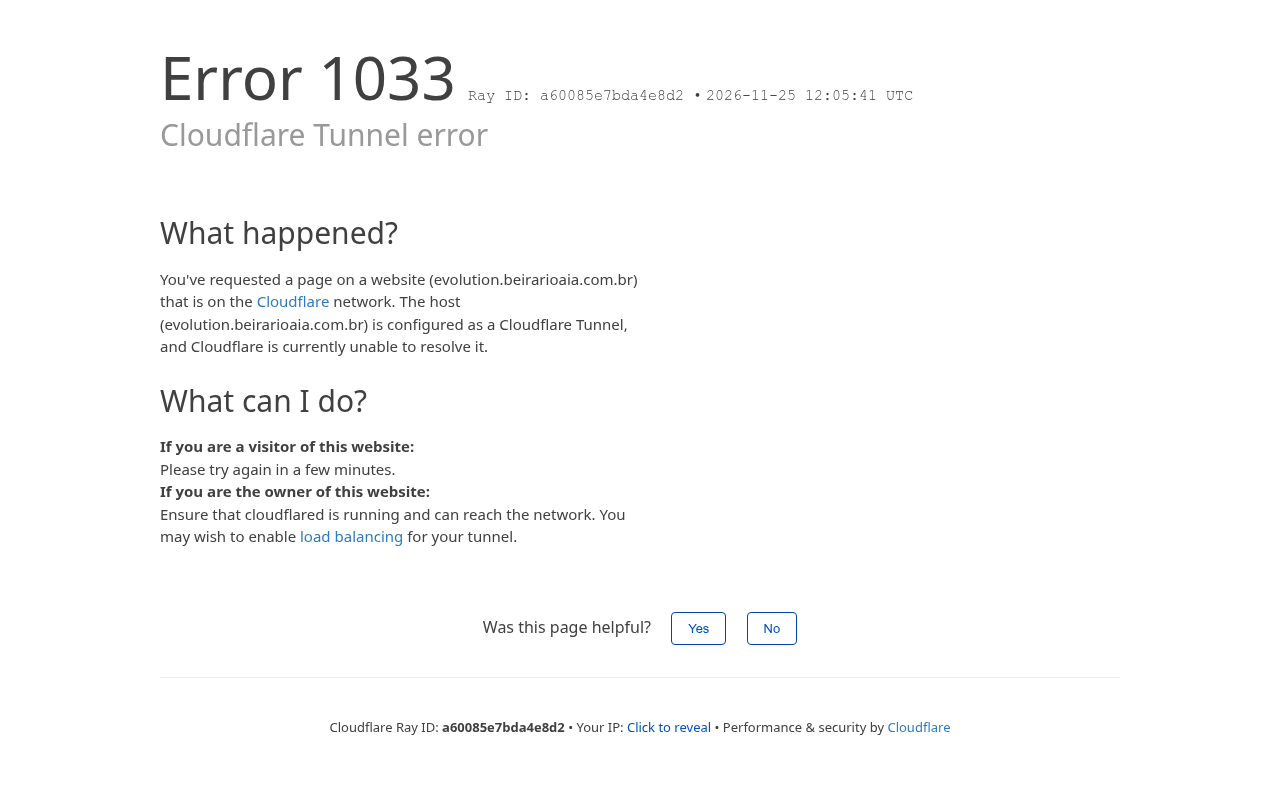 Error 1033 Ray ID: a60085e7bda4e8d2 • 2026-11-25 12:05:41 UTC
Cloudflare Tunnel error
What happened?
You've requested a page on a website (evolution.beirarioaia.com.br)
that is on the Cloudflare network. The host
(evolution.beirarioaia.com.br) is configured as a Cloudflare Tunnel,
and Cloudflare is currently unable to resolve it.
What can I do?
If you are a visitor of this website:
Please try again in a few minutes.
If you are the owner of this website:
Ensure that cloudflared is running and can reach the network. You
may wish to enable load balancing for your tunnel.
Was this page helpful? Yes No
Cloudflare Ray ID: a60085e7bda4e8d2 • Your IP: Click to reveal • Performance & security by Cloudflare